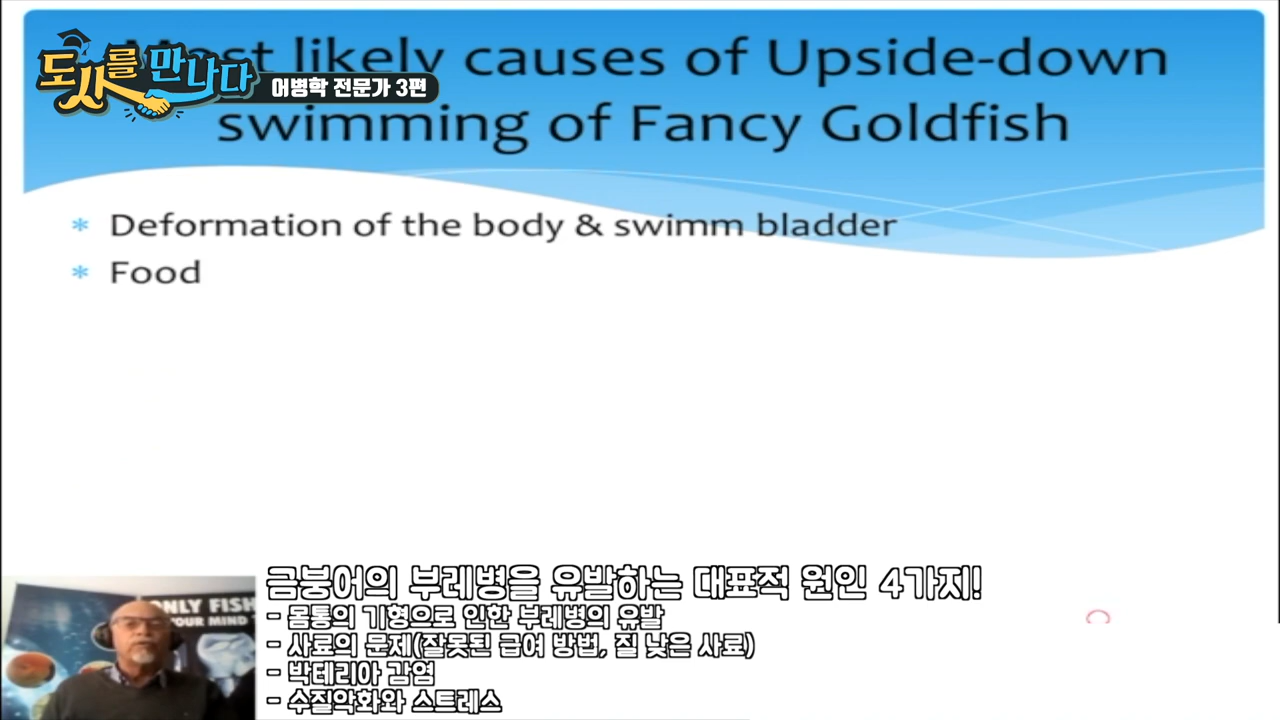 도사를 만나다
어병학 전문가 3편
Most likely causes of Upside-down
swimming of Fancy Goldfish
* Deformation of the body & swimm bladder
* Food
ONLY FISH
YOUR MIND
금붕어의 부레병을 유발하는 대표적 원인 4가지!
- 몸통의 기형으로 인한 부레병의 유발
- 사료의 문제(잘못된 급여 방법, 질 낮은 사료)
- 박테리아 감염
- 수질악화와 스트레스